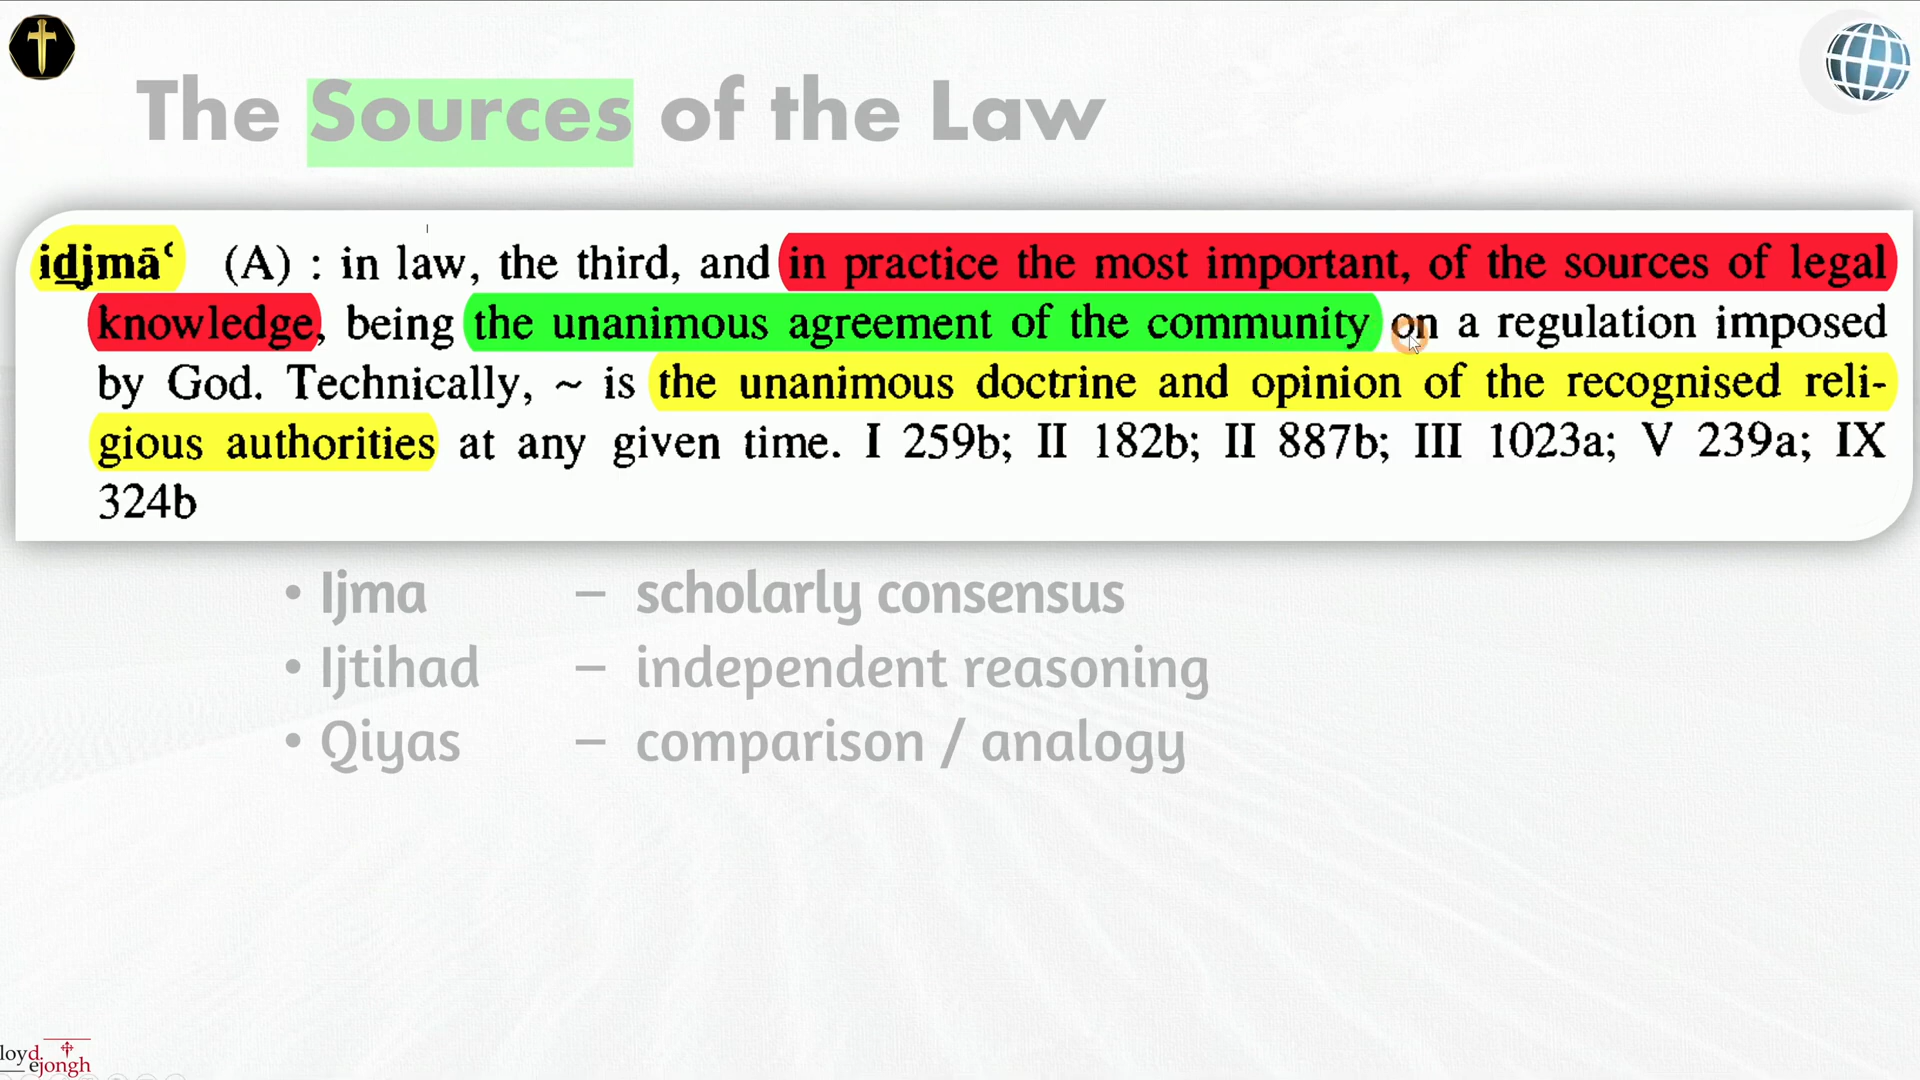 The Sources of the Law
idjmāʿ (A) : in law, the third, and in practice the most important, of the sources of legal
knowledge, being the unanimous agreement of the community on a regulation imposed
by God. Technically, ~ is the unanimous doctrine and opinion of the recognised reli-
gious authorities at any given time. I 259b; II 182b; II 887b; III 1023a; V 239a; IX
324b
• Ijma – scholarly consensus
• Ijtihad – independent reasoning
• Qiyas – comparison / analogy
loyd.
ejongh